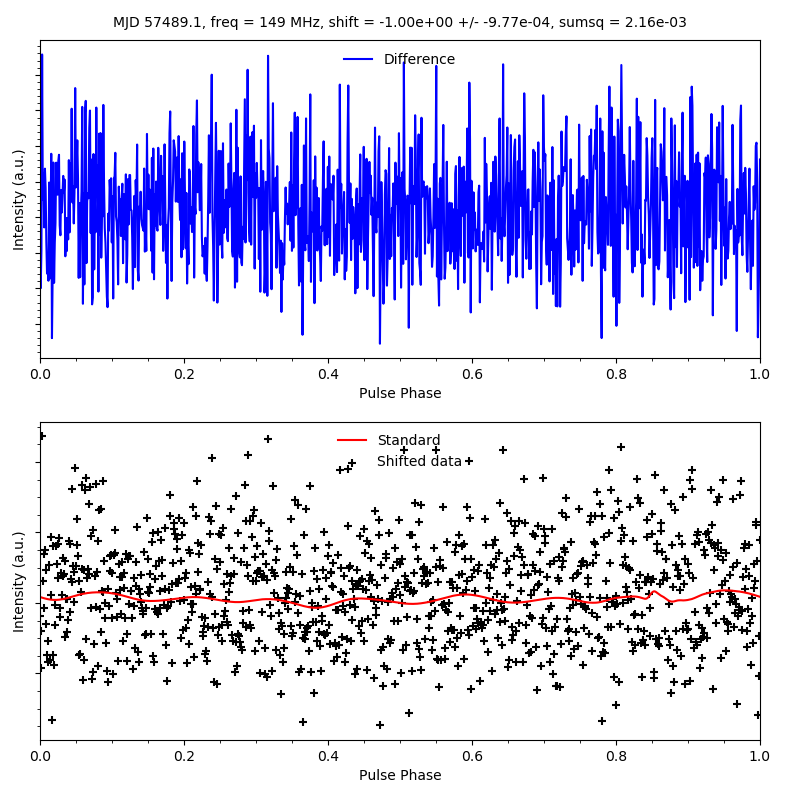 MJD 57489.1, freq = 149 MHz, shift = -1.00e+00 +/- -9.77e-04, sumsq = 2.16e-03
Difference
Intensity (a.u.)
0.0 0.2 0.4 0.6 0.8 1.0
Pulse Phase
Standard
Shifted data
Intensity (a.u.)
0.0 0.2 0.4 0.6 0.8 1.0
Pulse Phase